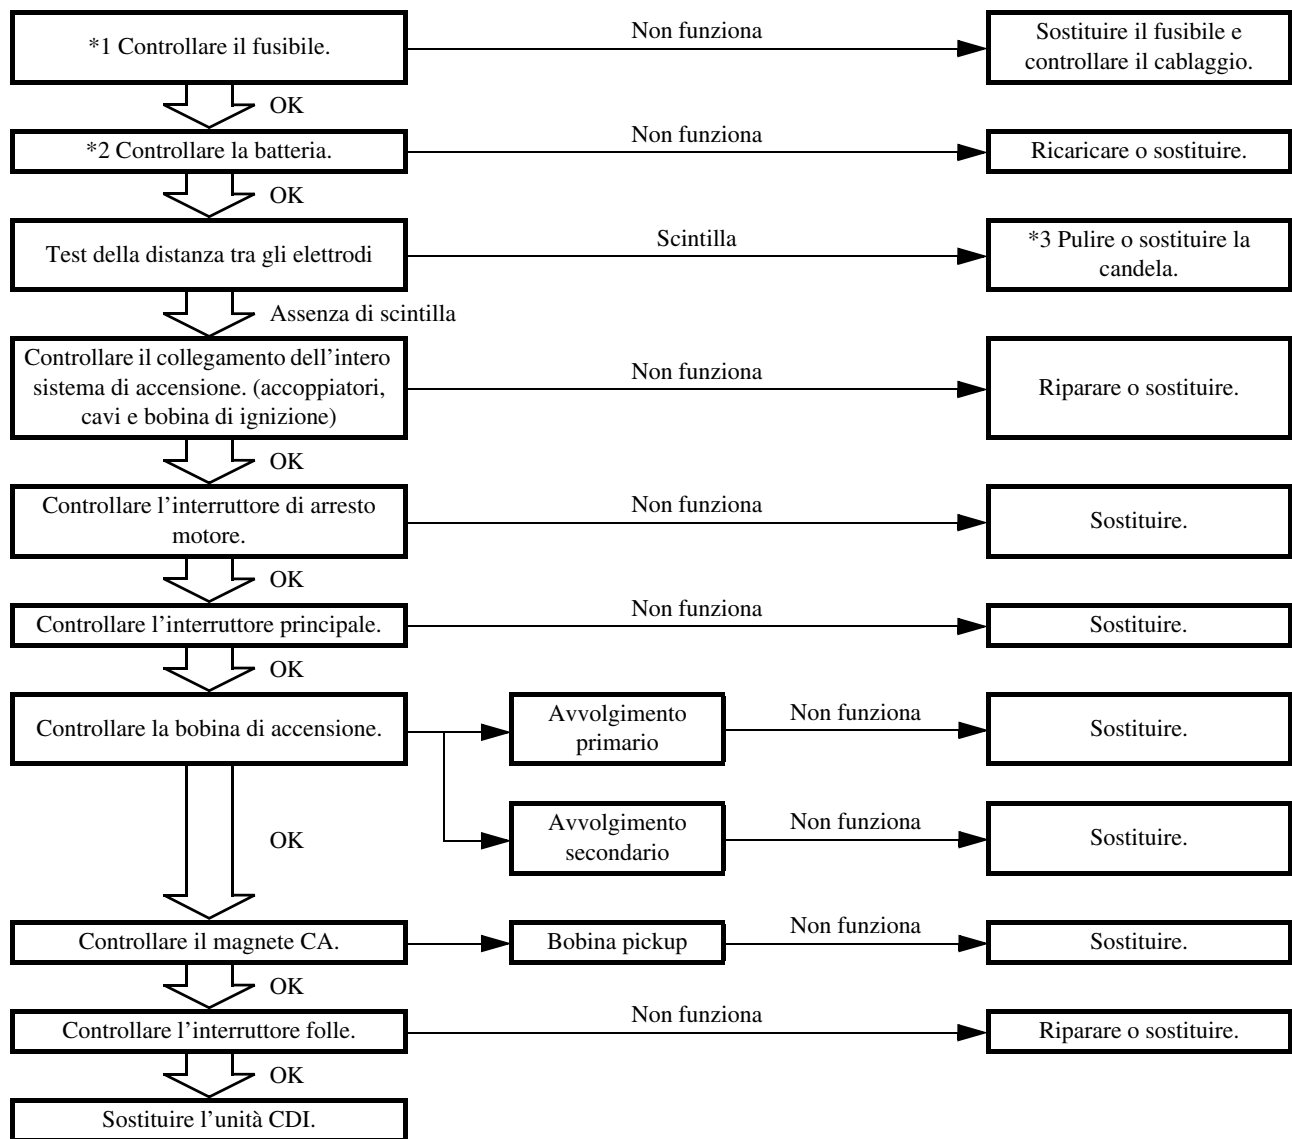 *1 Controllare il fusibile.
Non funziona
Sostituire il fusibile e
controllare il cablaggio.
OK
*2 Controllare la batteria.
Non funziona
Ricaricare o sostituire.
OK
Test della distanza tra gli elettrodi
Scintilla
*3 Pulire o sostituire la
candela.
Assenza di scintilla
Controllare il collegamento dell’intero
sistema di accensione. (accoppiatori,
cavi e bobina di ignizione)
Non funziona
Riparare o sostituire.
OK
Controllare l’interruttore di arresto
motore.
Non funziona
Sostituire.
OK
Controllare l’interruttore principale.
Non funziona
Sostituire.
OK
Controllare la bobina di accensione.
Avvolgimento
primario
Non funziona
Sostituire.
OK
Avvolgimento
secondario
Non funziona
Sostituire.
Controllare il magnete CA.
Bobina pickup
Non funziona
Sostituire.
OK
Controllare l’interruttore folle.
Non funziona
Riparare o sostituire.
OK
Sostituire l’unità CDI.